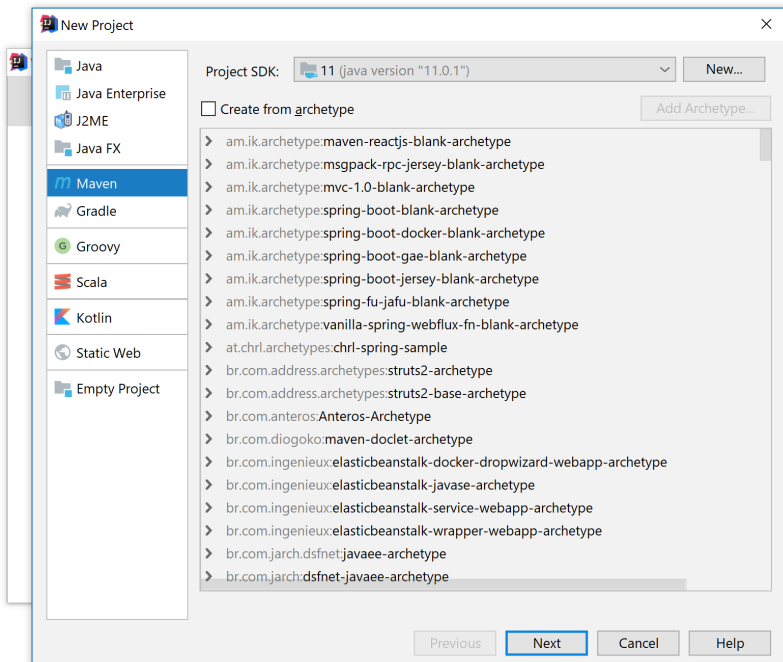 New Project
Java
Java Enterprise
J2ME
Java FX
Maven
Gradle
Groovy
Scala
Kotlin
Static Web
Empty Project
Project SDK: 11 (java version "11.0.1") New...
Create from archetype Add Archetype...
am.ik.archetype:maven-reactjs-blank-archetype
am.ik.archetype:msgpack-rpc-jersey-blank-archetype
am.ik.archetype:mvc-1.0-blank-archetype
am.ik.archetype:spring-boot-blank-archetype
am.ik.archetype:spring-boot-docker-blank-archetype
am.ik.archetype:spring-boot-gae-blank-archetype
am.ik.archetype:spring-boot-jersey-blank-archetype
am.ik.archetype:spring-fu-jafu-blank-archetype
am.ik.archetype:vanilla-spring-webflux-fn-blank-archetype
at.chrl.archetypes:chrl-spring-sample
br.com.address.archetypes:struts2-archetype
br.com.address.archetypes:struts2-base-archetype
br.com.anteros:Anteros-Archetype
br.com.diogoko:maven-doclet-archetype
br.com.ingenieux:elasticbeanstalk-docker-dropwizard-webapp-archetype
br.com.ingenieux:elasticbeanstalk-javase-archetype
br.com.ingenieux:elasticbeanstalk-service-webapp-archetype
br.com.ingenieux:elasticbeanstalk-wrapper-webapp-archetype
br.com.jarch.dsfnet:javaee-archetype
br.com.jarch:dsfnet-javaee-archetype
Previous Next Cancel Help